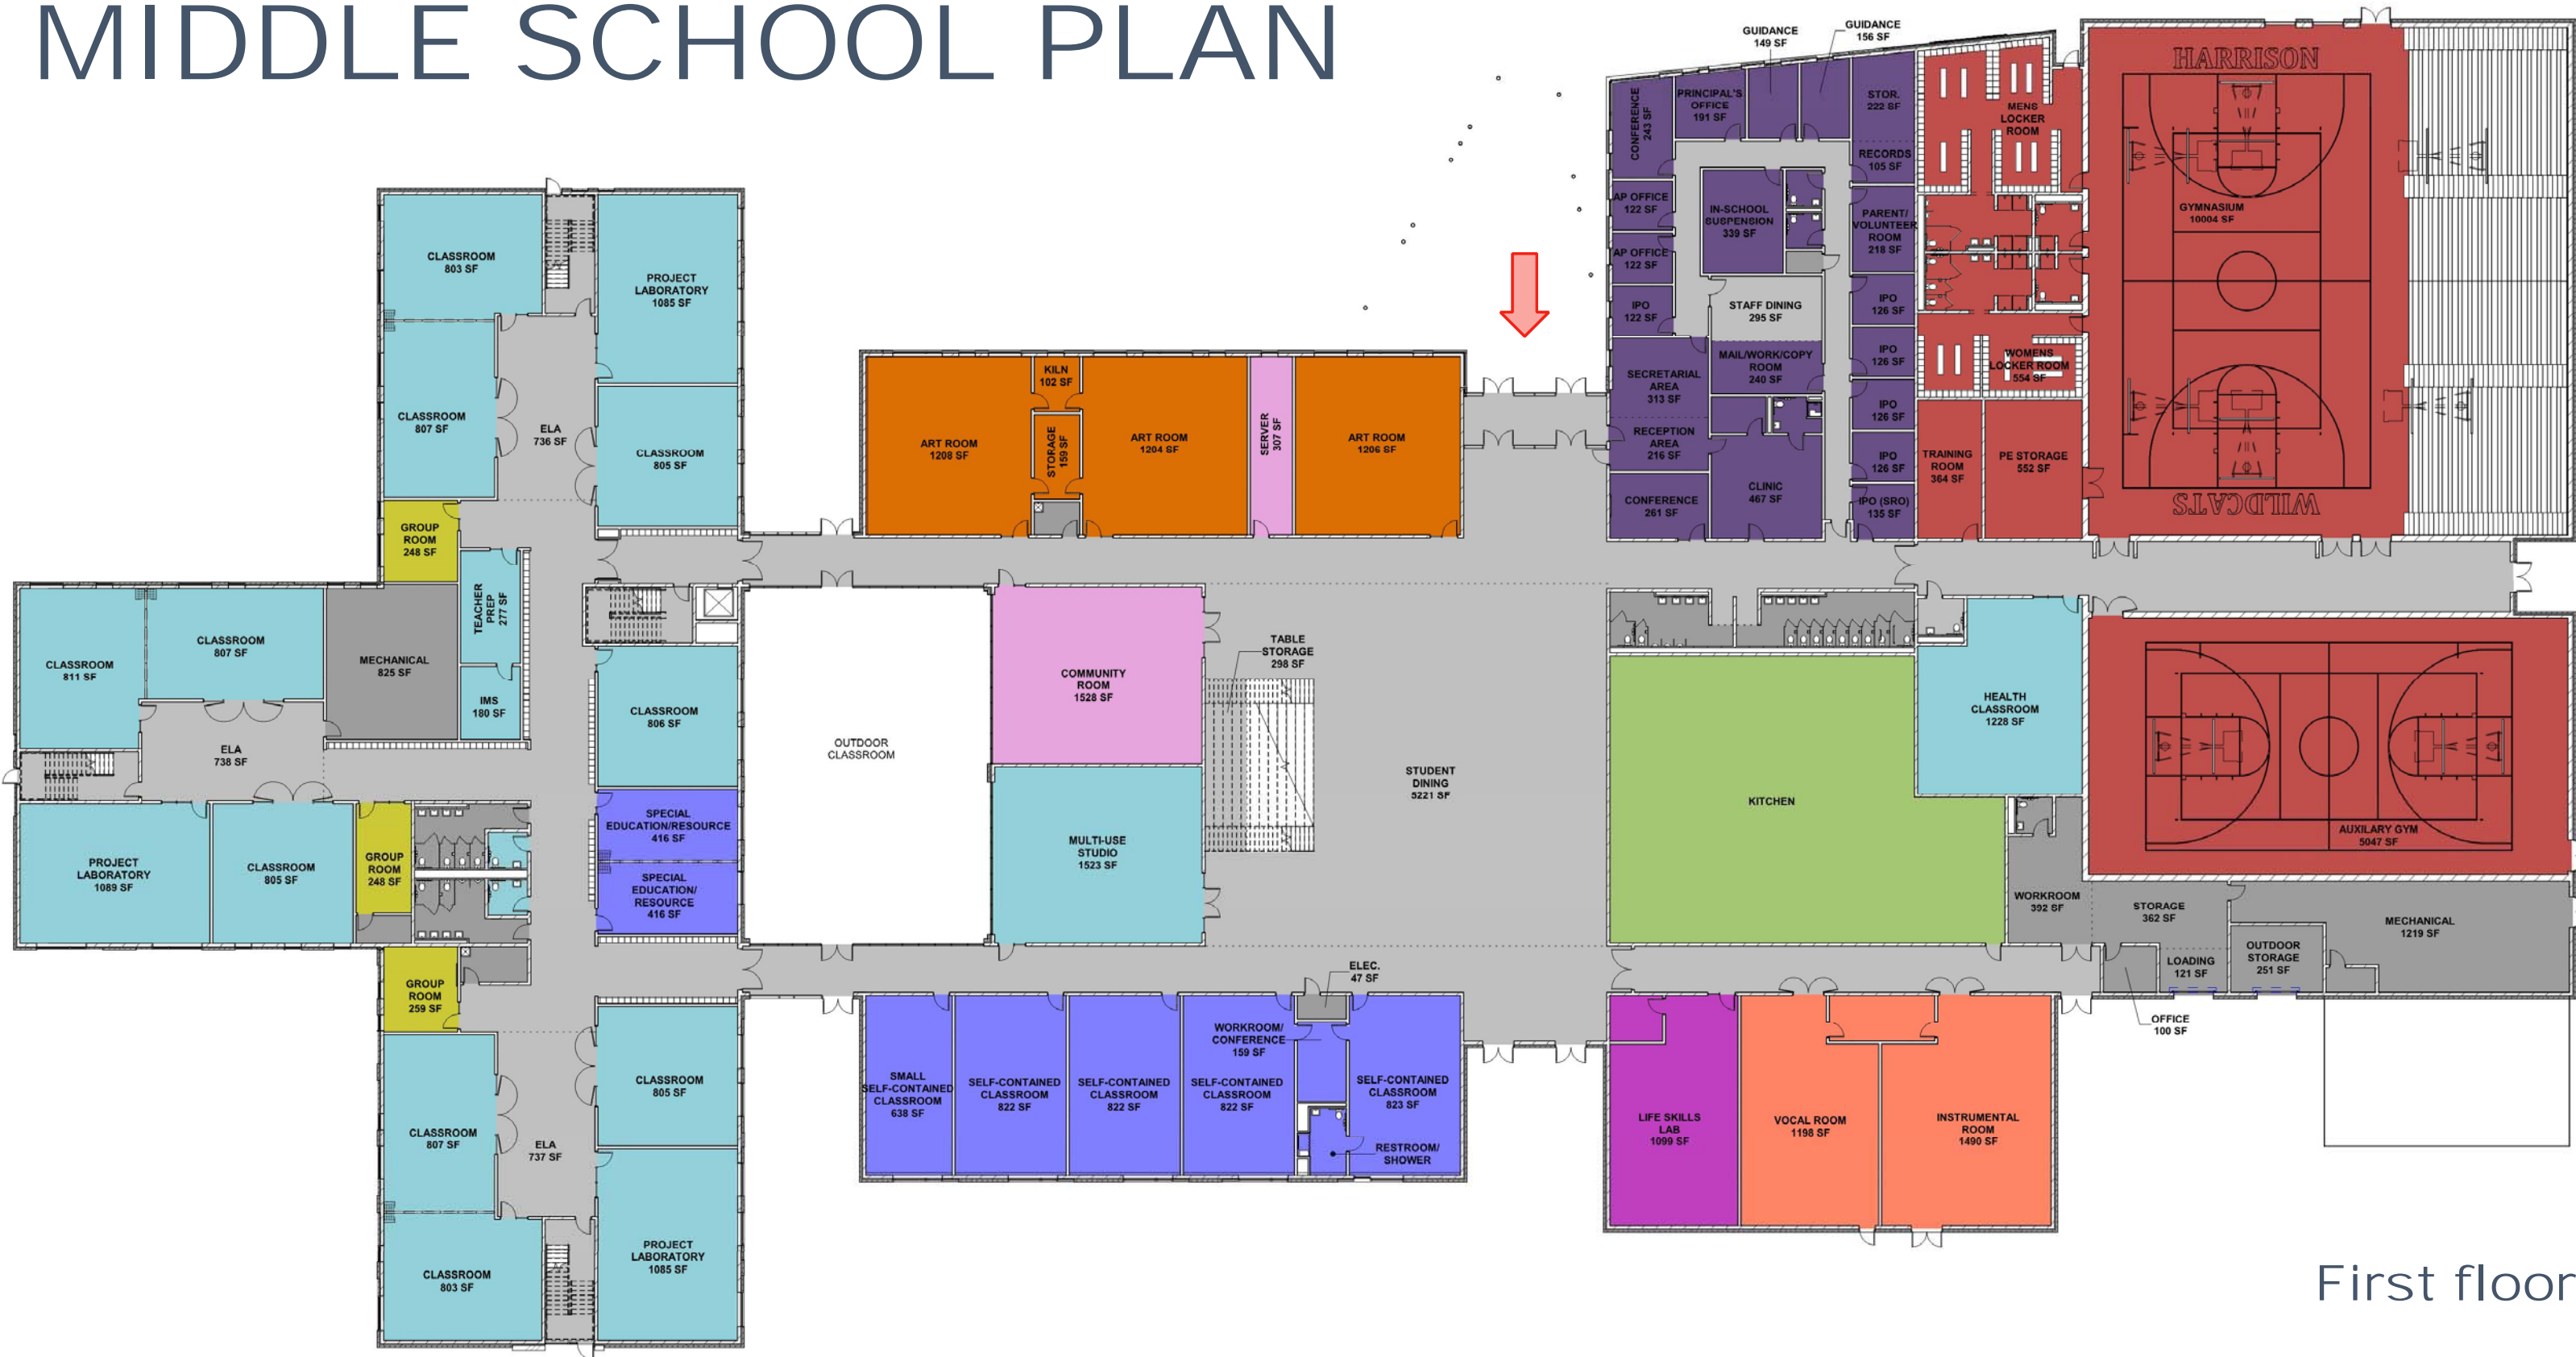 MIDDLE SCHOOL PLAN
GUIDANCE
149 SF
GUIDANCE
156 SF
CONFERENCE
243 SF
PRINCIPAL'S
OFFICE
191 SF
STOR.
222 SF
RECORDS
105 SF
MENS
LOCKER
ROOM
HARRISON
GYMNASIUM
10004 SF
WILDCATS
AP OFFICE
122 SF
AP OFFICE
122 SF
IPO
122 SF
IN-SCHOOL
SUSPENSION
339 SF
PARENT/
VOLUNTEER
ROOM
218 SF
STAFF DINING
295 SF
IPO
126 SF
IPO
126 SF
IPO
126 SF
IPO
126 SF
IPO (SRO)
135 SF
MAIL/WORK/COPY
ROOM
240 SF
SECRETARIAL
AREA
313 SF
RECEPTION
AREA
216 SF
CONFERENCE
261 SF
CLINIC
467 SF
WOMENS
LOCKER ROOM
554 SF
TRAINING
ROOM
364 SF
PE STORAGE
552 SF
CLASSROOM
803 SF
PROJECT
LABORATORY
1085 SF
CLASSROOM
807 SF
ELA
736 SF
CLASSROOM
805 SF
GROUP
ROOM
248 SF
TEACHER
PREP
277 SF
IMS
180 SF
ART ROOM
1208 SF
KILN
102 SF
STORAGE
159 SF
ART ROOM
1204 SF
SERVER
307 SF
ART ROOM
1206 SF
CLASSROOM
811 SF
CLASSROOM
807 SF
MECHANICAL
825 SF
ELA
738 SF
CLASSROOM
806 SF
SPECIAL
EDUCATION/RESOURCE
416 SF
SPECIAL
EDUCATION/
RESOURCE
416 SF
PROJECT
LABORATORY
1089 SF
CLASSROOM
805 SF
GROUP
ROOM
248 SF
GROUP
ROOM
259 SF
OUTDOOR
CLASSROOM
COMMUNITY
ROOM
1528 SF
MULTI-USE
STUDIO
1523 SF
TABLE
STORAGE
298 SF
STUDENT
DINING
5221 SF
KITCHEN
HEALTH
CLASSROOM
1228 SF
AUXILARY GYM
5047 SF
WORKROOM
392 SF
STORAGE
362 SF
MECHANICAL
1219 SF
LOADING
121 SF
OUTDOOR
STORAGE
251 SF
OFFICE
100 SF
CLASSROOM
807 SF
ELA
737 SF
CLASSROOM
805 SF
CLASSROOM
803 SF
PROJECT
LABORATORY
1085 SF
SMALL
SELF-CONTAINED
CLASSROOM
638 SF
SELF-CONTAINED
CLASSROOM
822 SF
SELF-CONTAINED
CLASSROOM
822 SF
SELF-CONTAINED
CLASSROOM
822 SF
WORKROOM/
CONFERENCE
159 SF
ELEC.
47 SF
SELF-CONTAINED
CLASSROOM
823 SF
RESTROOM/
SHOWER
LIFE SKILLS
LAB
1099 SF
VOCAL ROOM
1198 SF
INSTRUMENTAL
ROOM
1490 SF
First floor